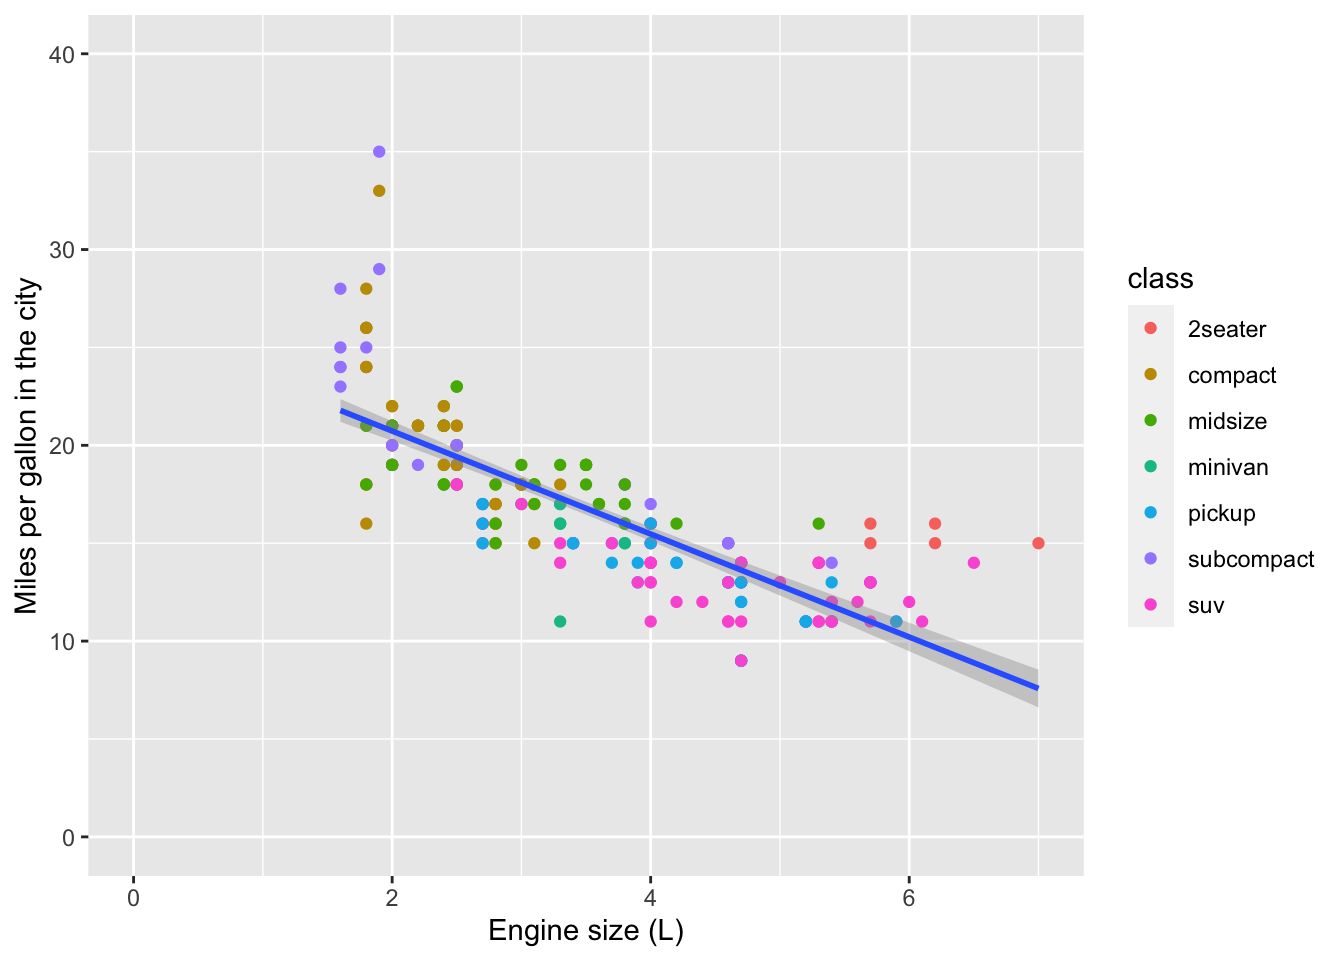 40
30
20
10
0
0 2 4 6
Miles per gallon in the city
Engine size (L)
class
2seater
compact
midsize
minivan
pickup
subcompact
suv